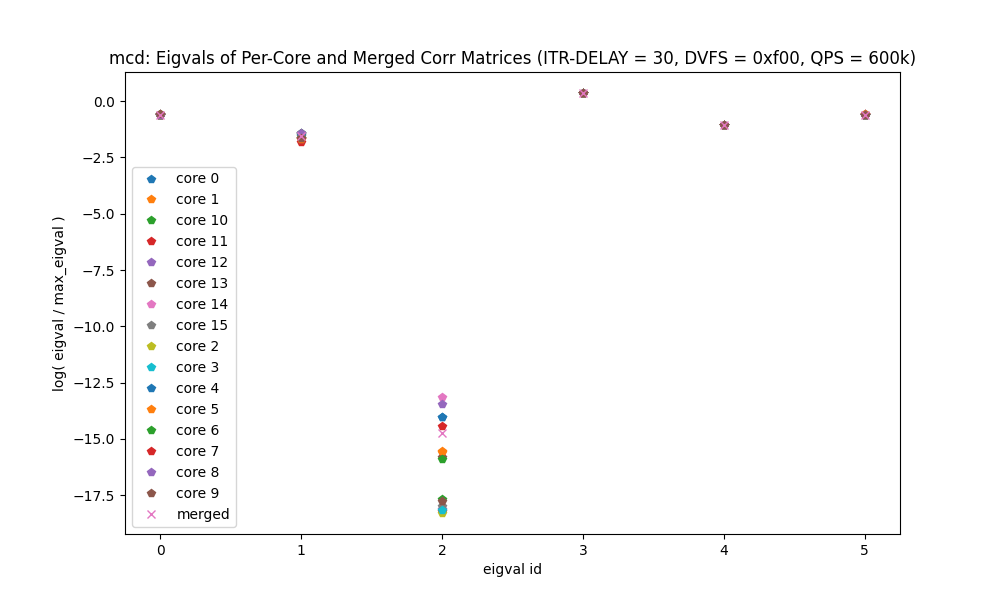 mcd: Eigvals of Per-Core and Merged Corr Matrices (ITR-DELAY = 30, DVFS = 0xf00, QPS = 600k)
log( eigval / max_eigval )
0.0
−2.5
−5.0
−7.5
−10.0
−12.5
−15.0
−17.5
core 0
core 1
core 10
core 11
core 12
core 13
core 14
core 15
core 2
core 3
core 4
core 5
core 6
core 7
core 8
core 9
merged
0 1 2 3 4 5
eigval id